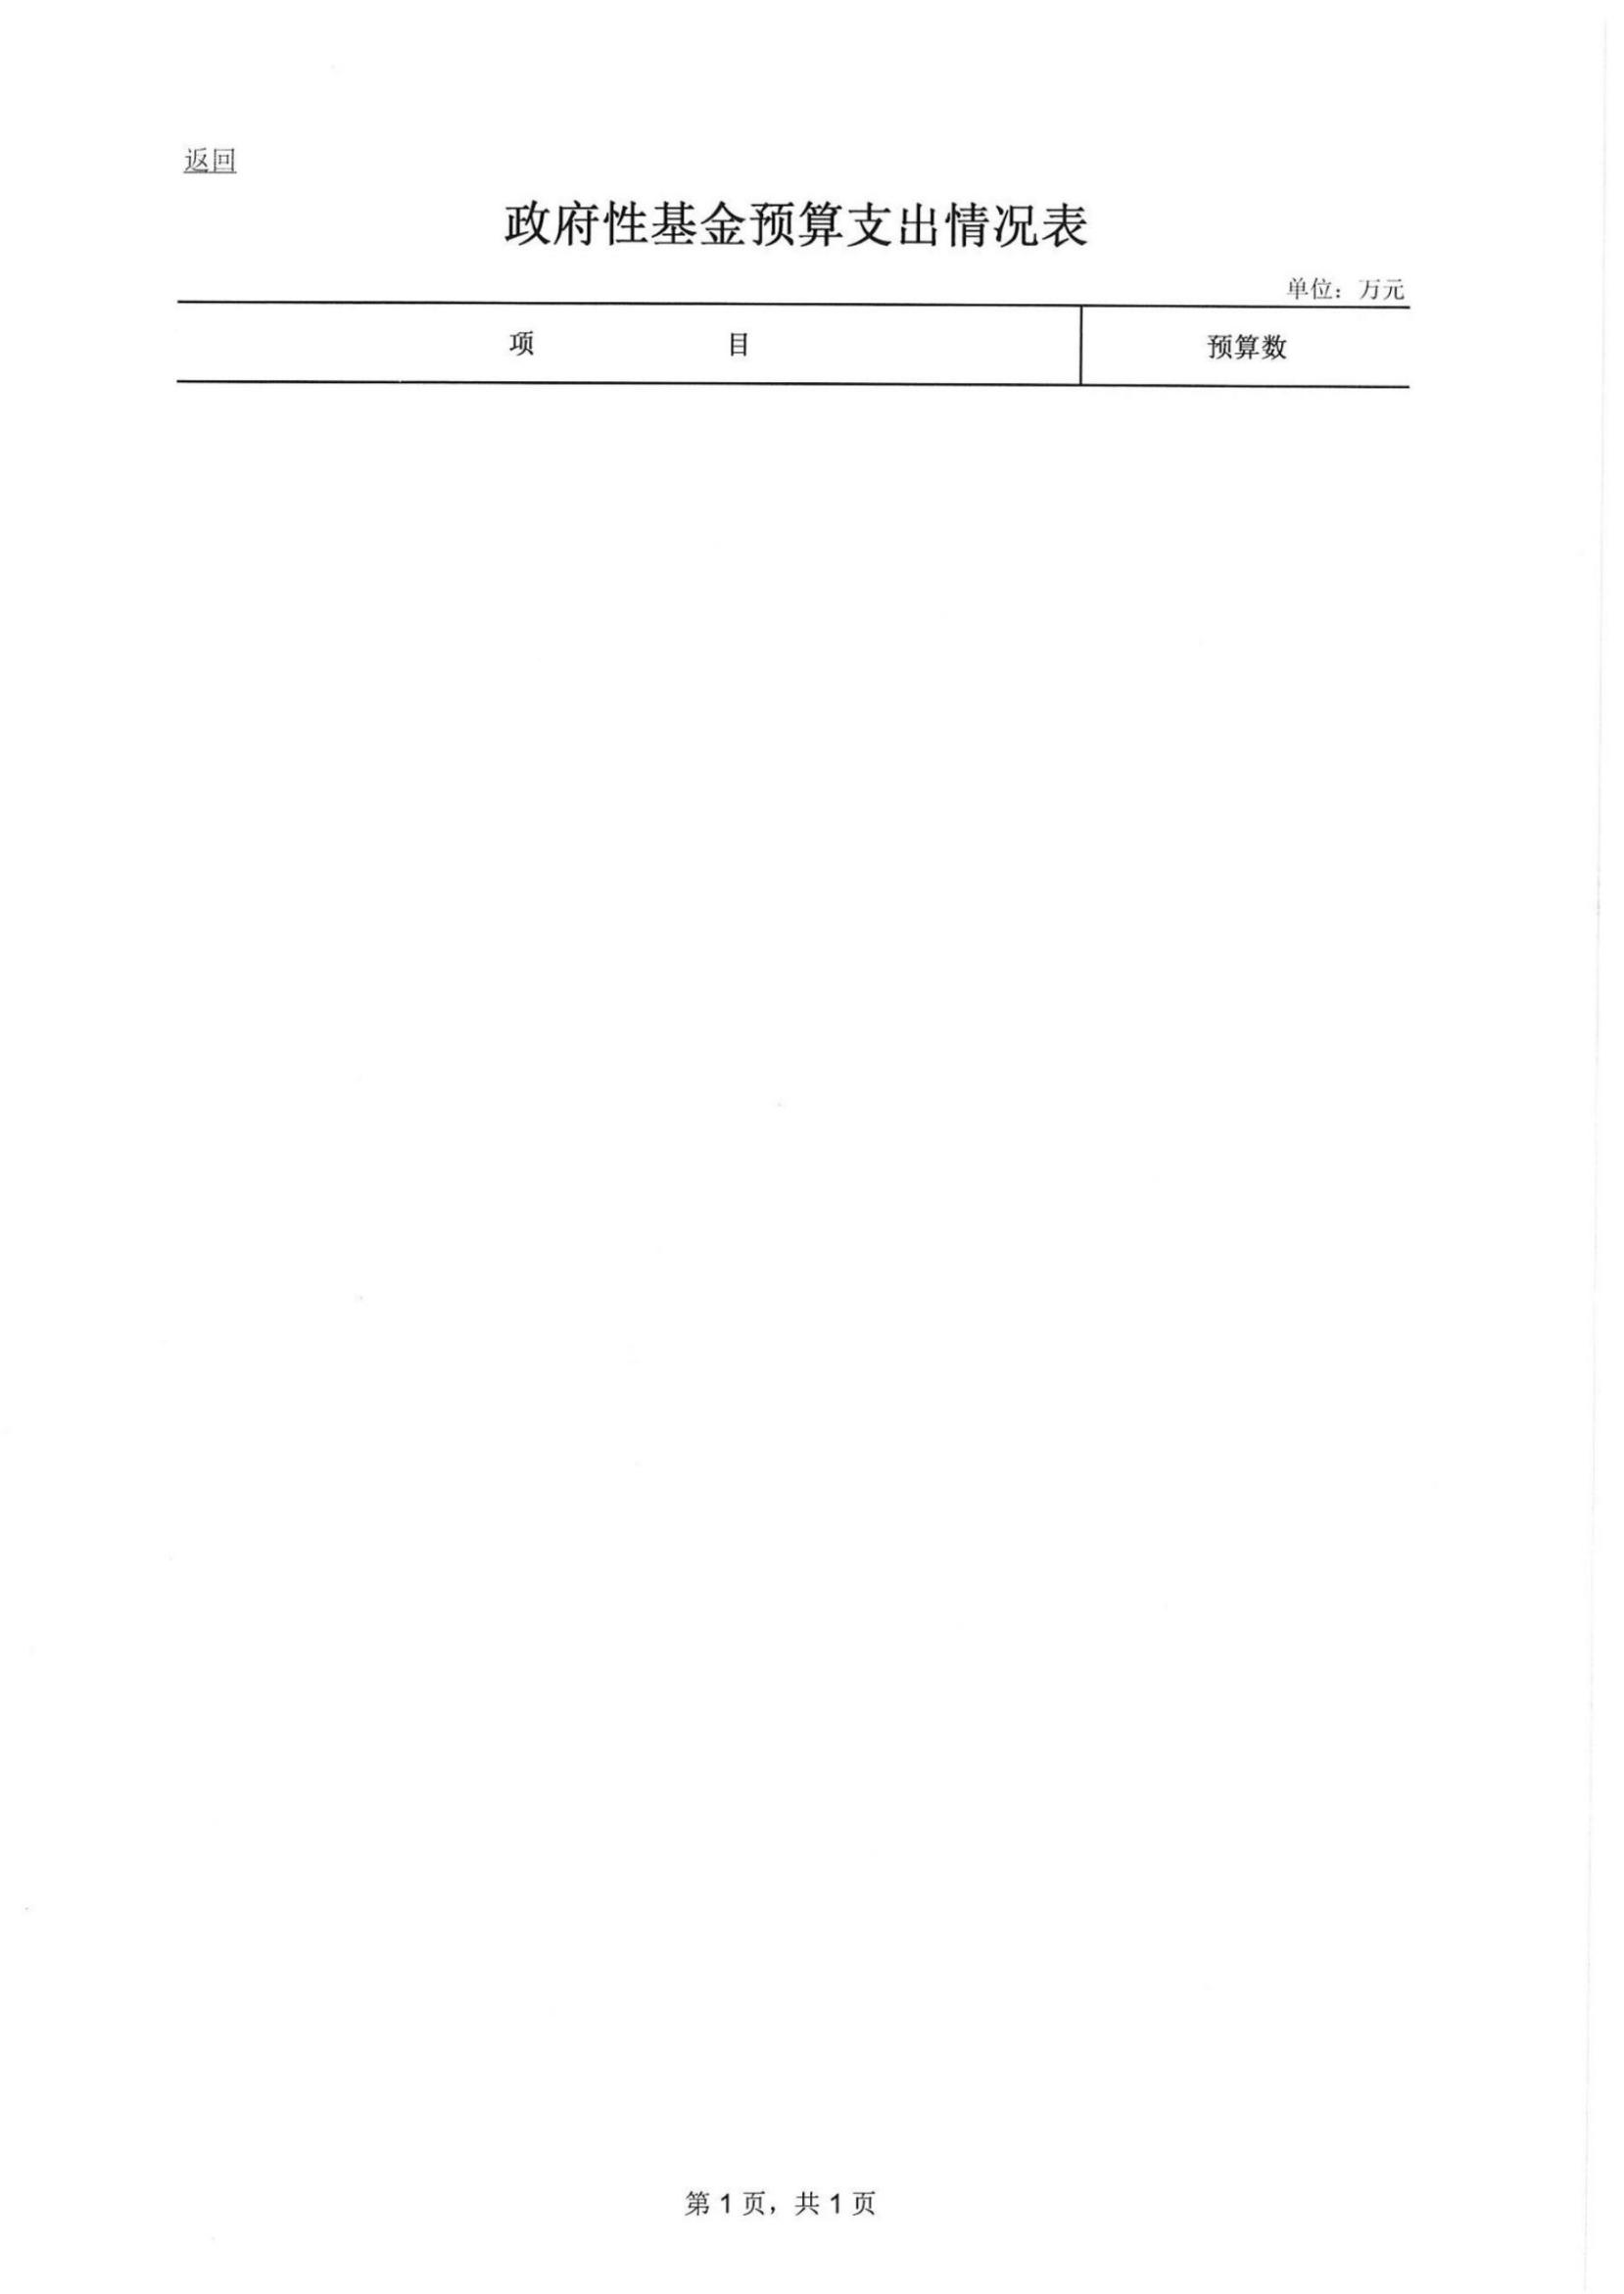 返回
政府性基金预算支出情况表
单位：万元
项 目 预算数
第 1 页，共 1 页